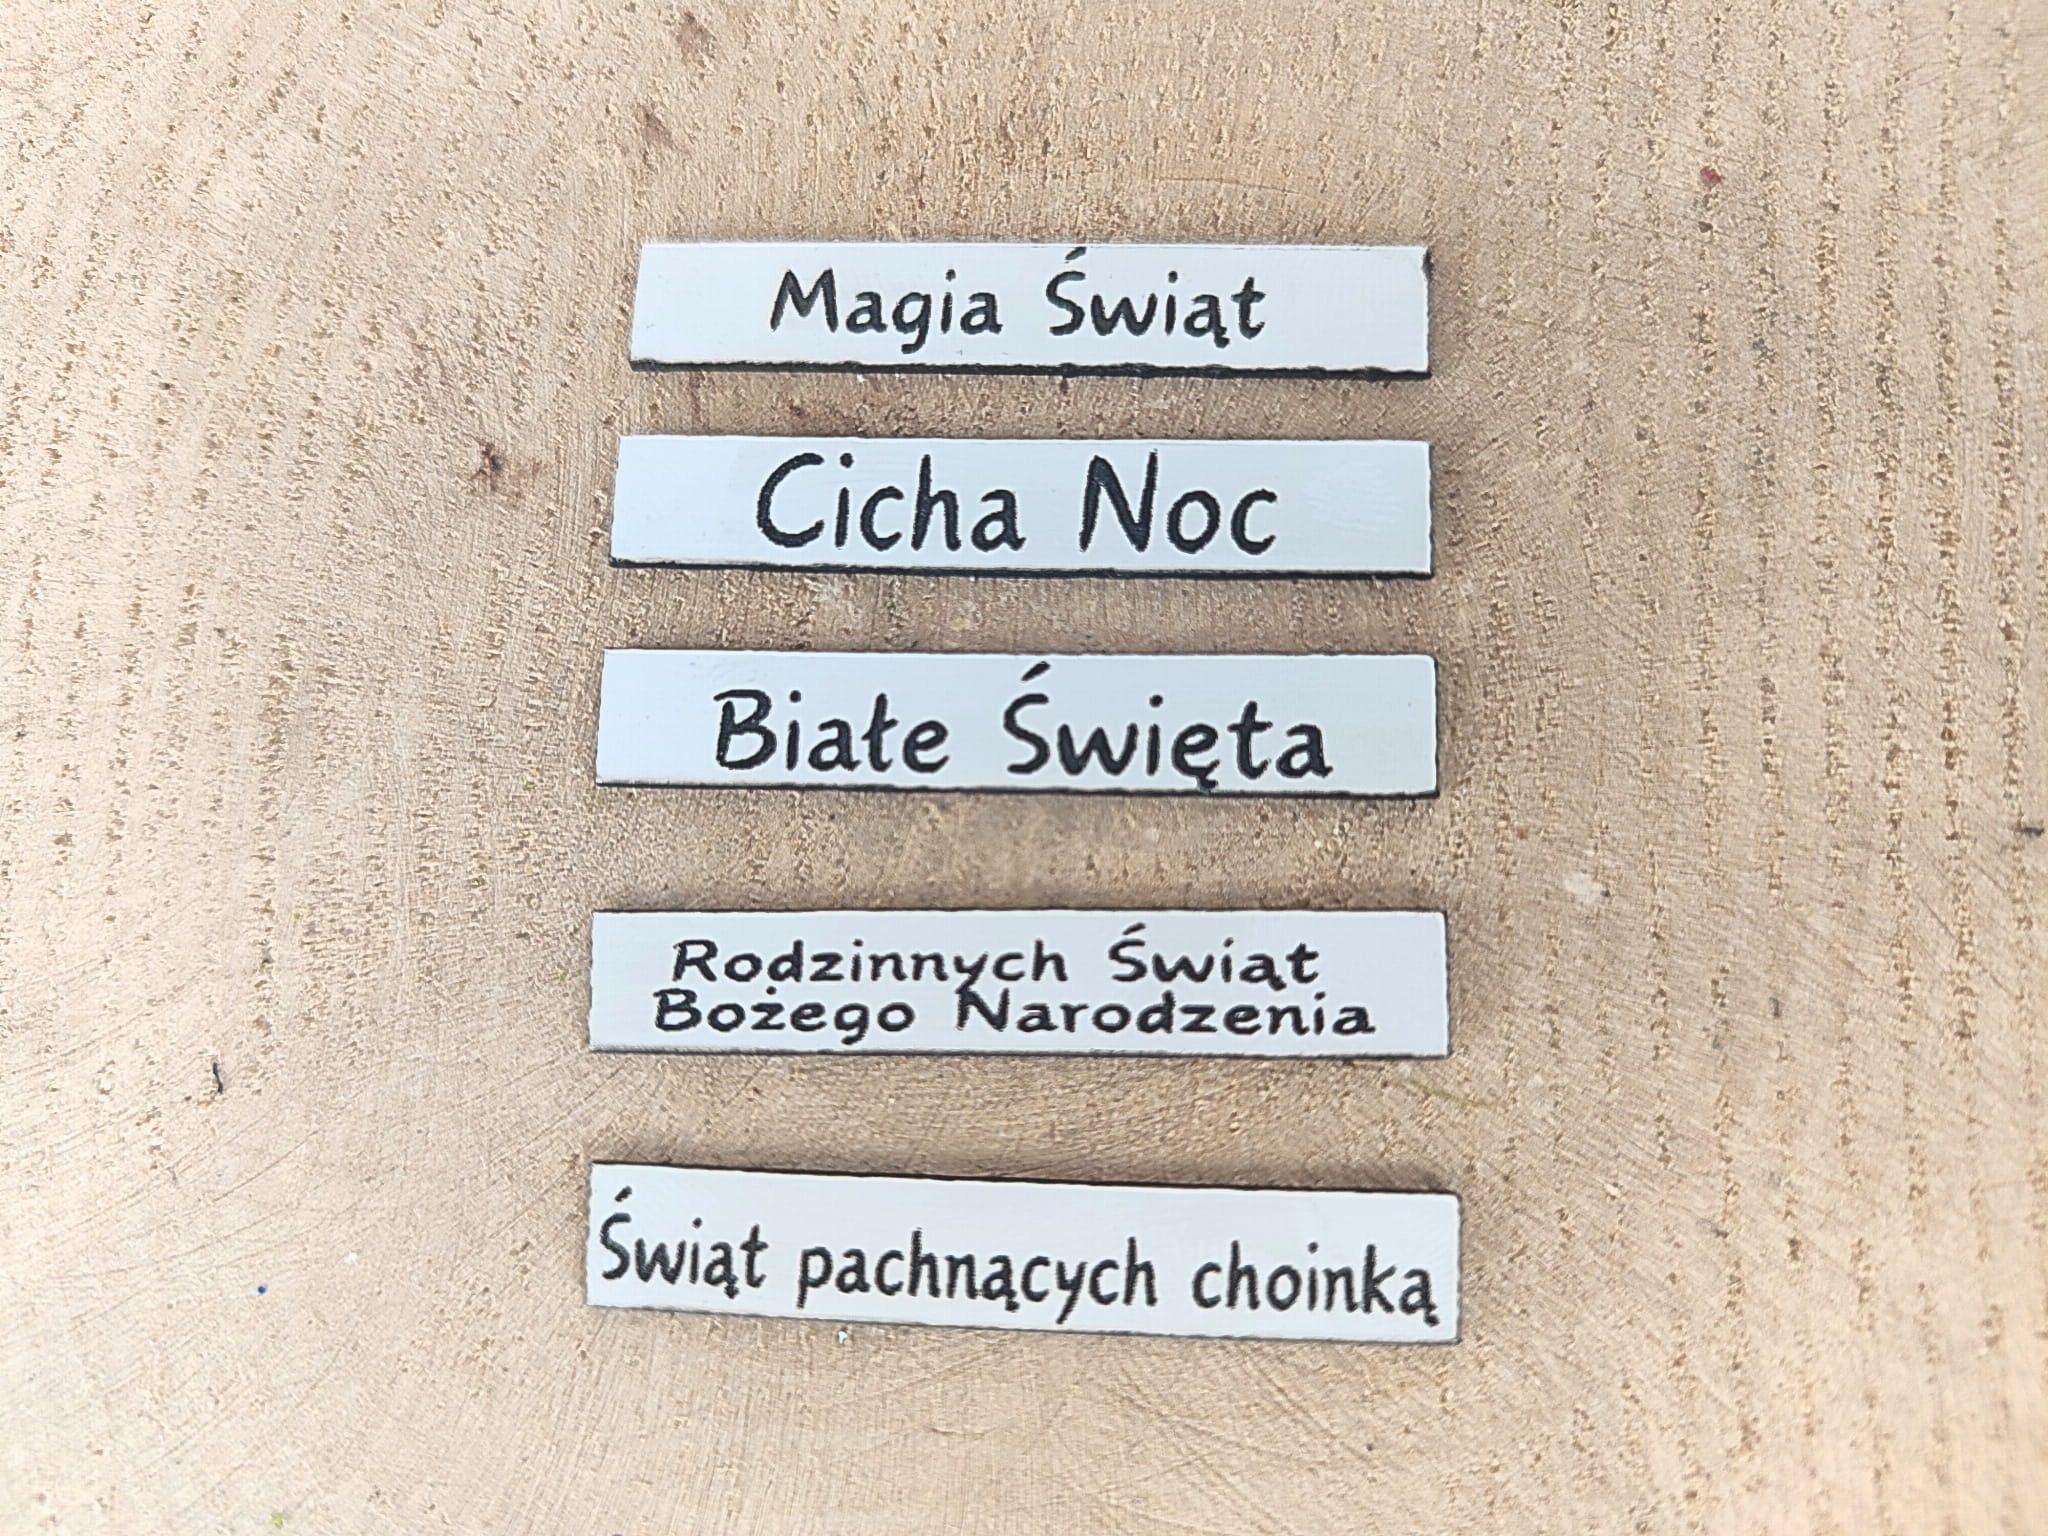 Magia Świąt
Cicha Noc
Białe Święta
Rodzinnych Świąt
Bożego Narodzenia
Świąt pachnących choinką